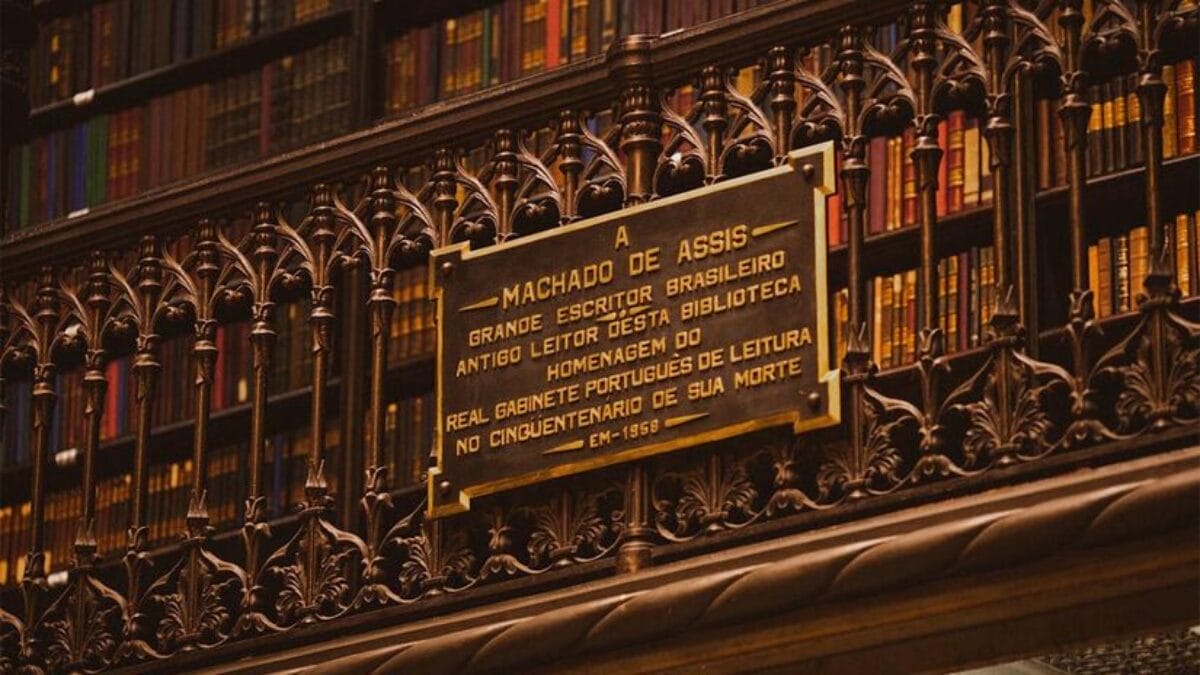 A
MACHADO DE ASSIS
GRANDE ESCRITOR BRASILEIRO
ANTIGO LEITOR DESTA BIBLIOTECA
HOMENAGEM DO
REAL GABINETE PORTUGUÊS DE LEITURA
NO CINQÜENTENÁRIO DE SUA MORTE
EM-1958